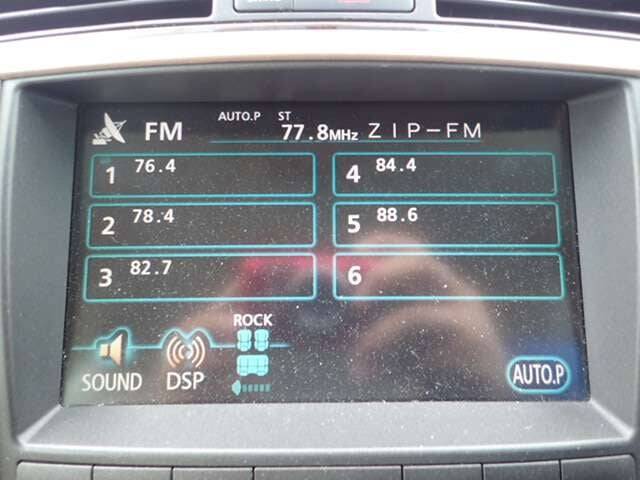 FM AUTO.P ST 77.8MHz ZIP-FM
1 76.4
2 78.4
3 82.7
4 84.4
5 88.6
6
ROCK
SOUND DSP
AUTO.P